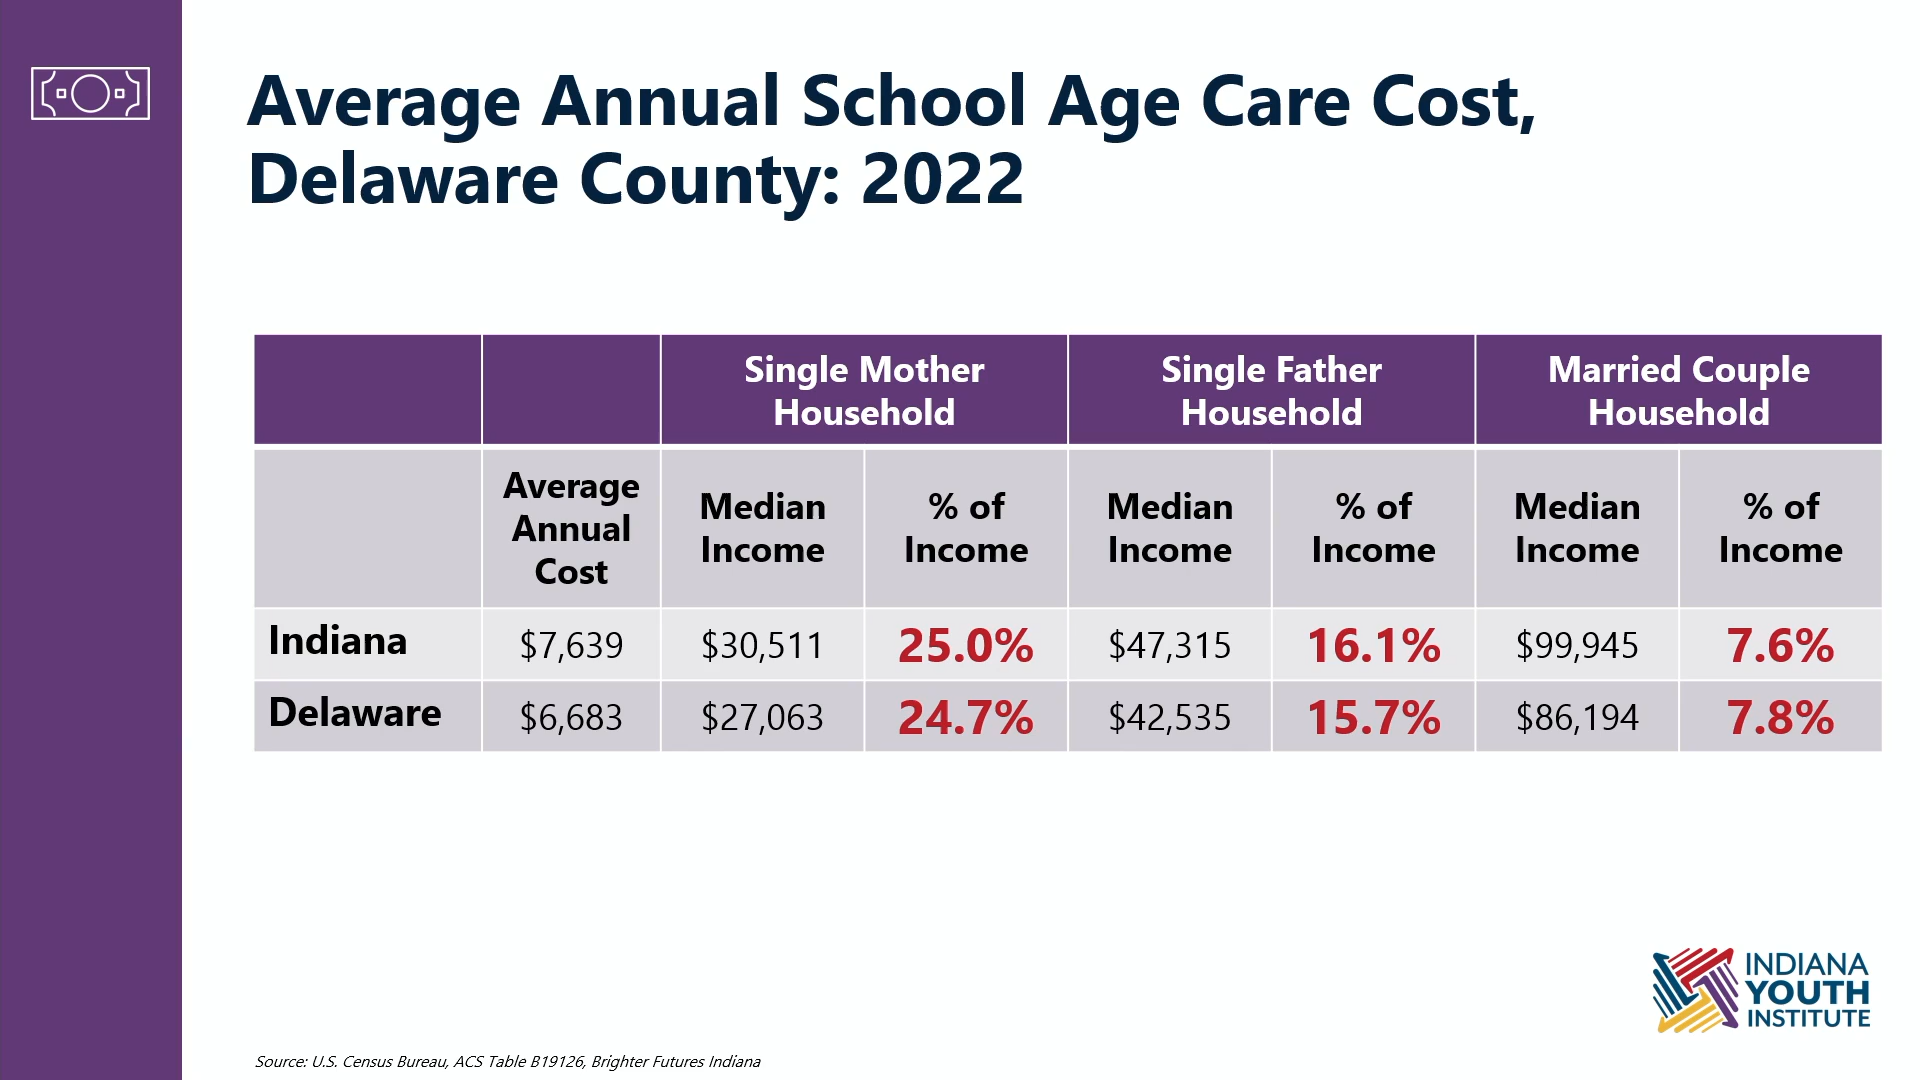 Average Annual School Age Care Cost,
Delaware County: 2022
Single Mother
Household
Single Father
Household
Married Couple
Household
Average
Annual
Cost
Median
Income
% of
Income
Median
Income
% of
Income
Median
Income
% of
Income
Indiana $7,639 $30,511 25.0% $47,315 16.1% $99,945 7.6%
Delaware $6,683 $27,063 24.7% $42,535 15.7% $86,194 7.8%
INDIANA
YOUTH
INSTITUTE
Source: U.S. Census Bureau, ACS Table B19126, Brighter Futures Indiana